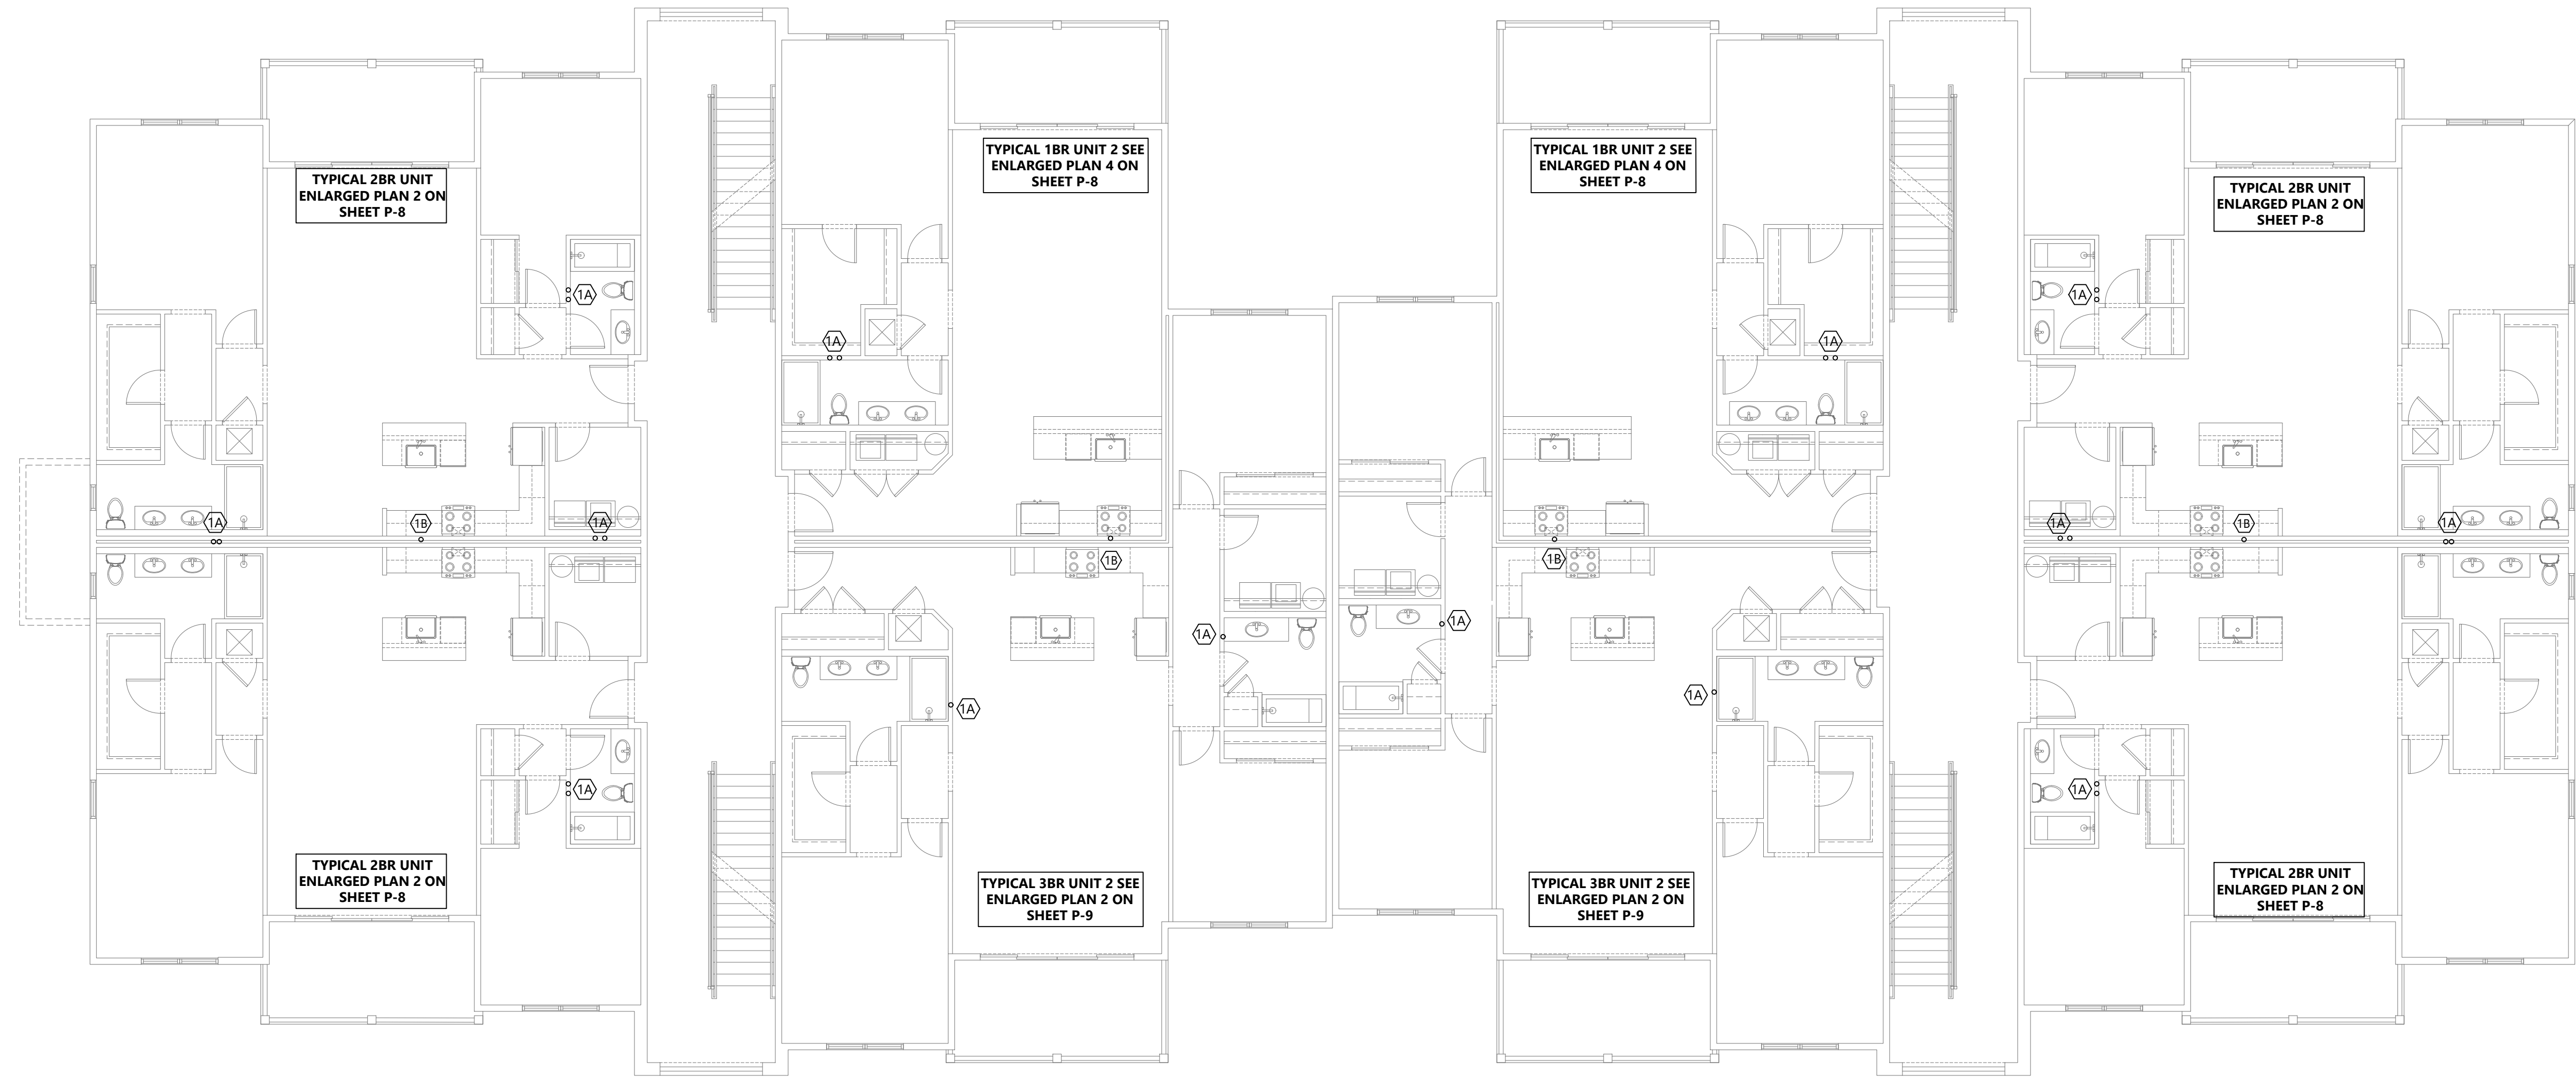 TYPICAL 1BR UNIT 2 SEE
ENLARGED PLAN 4 ON
SHEET P-8
TYPICAL 1BR UNIT 2 SEE
ENLARGED PLAN 4 ON
SHEET P-8
TYPICAL 2BR UNIT
ENLARGED PLAN 2 ON
SHEET P-8
TYPICAL 2BR UNIT
ENLARGED PLAN 2 ON
SHEET P-8
1A
1A
1A
1A
1A
1B
1A
1A
1B
1A
1B
1B
1A
1A
1A
1A
1A
1A
TYPICAL 2BR UNIT
ENLARGED PLAN 2 ON
SHEET P-8
TYPICAL 3BR UNIT 2 SEE
ENLARGED PLAN 2 ON
SHEET P-9
TYPICAL 3BR UNIT 2 SEE
ENLARGED PLAN 2 ON
SHEET P-9
TYPICAL 2BR UNIT
ENLARGED PLAN 2 ON
SHEET P-8